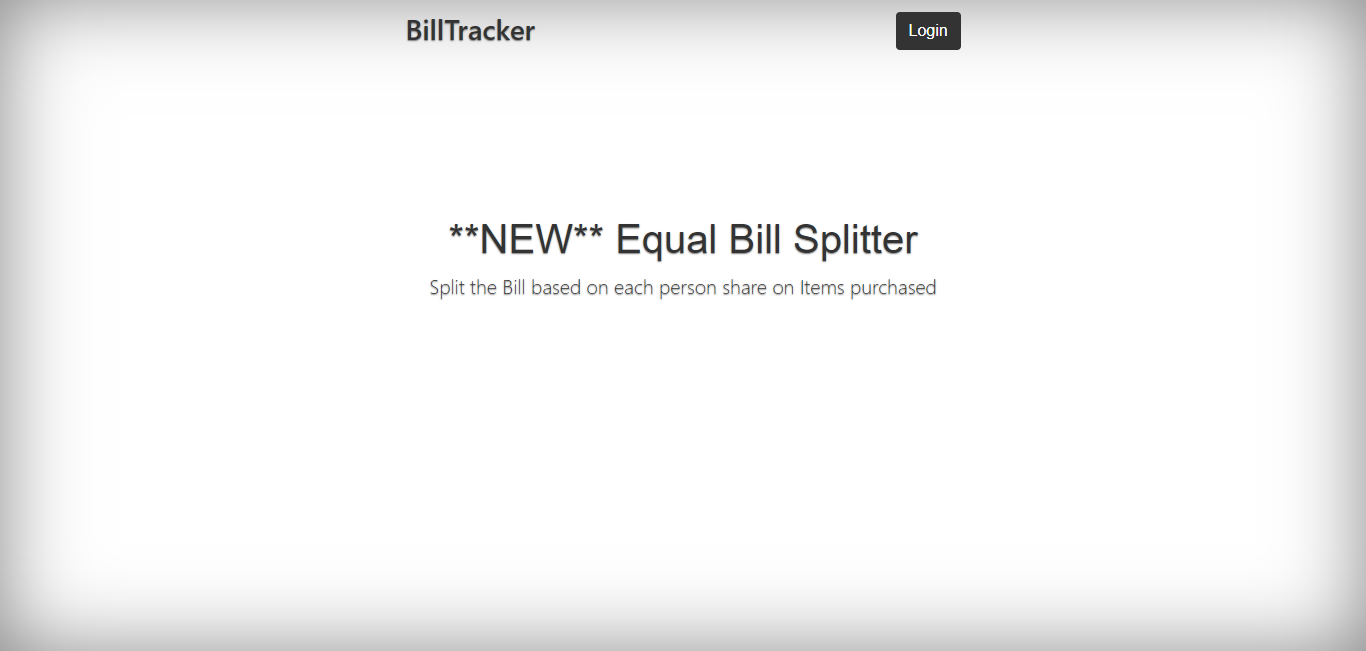 BillTracker
Login
**NEW** Equal Bill Splitter
Split the Bill based on each person share on Items purchased